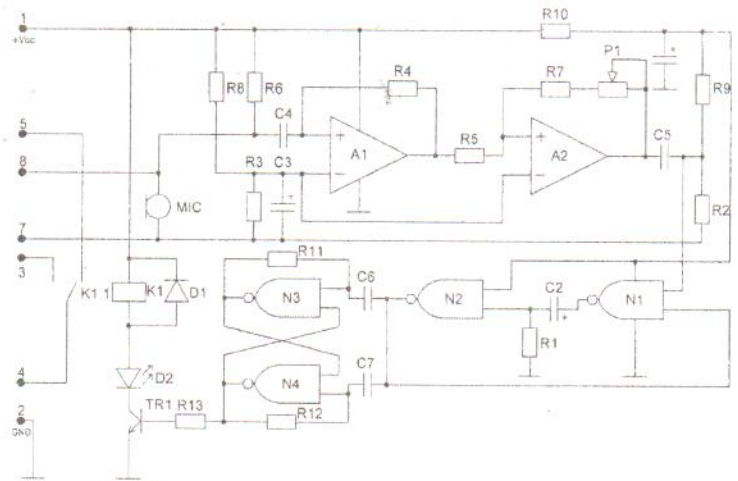 1
+Vcc
R10
P1
5
R8
R6
R4
R7
R9
C4
A1
R5
A2
C5
8
R3
C3
MIC
R2
7
3
R11
C6
K1.1
K1
D1
N3
N2
C2
N1
R1
4
D2
N4
C7
2
GND
TR1
R13
R12